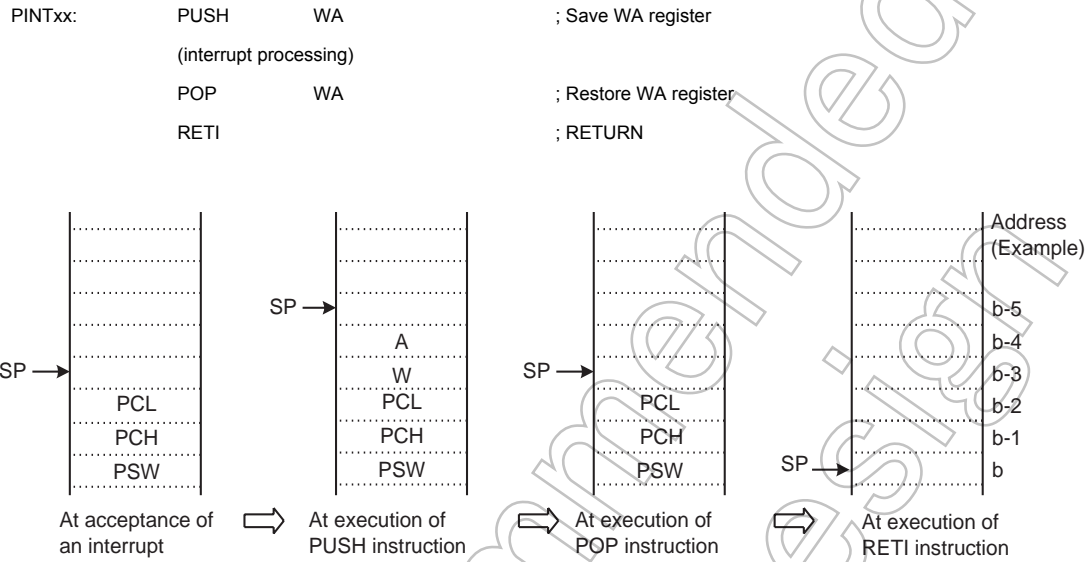 PINTxx: PUSH WA ; Save WA register
(interrupt processing)
POP WA ; Restore WA register
RETI ; RETURN
Address
(Example)
SP
b-5
A
b-4
SP
W
SP
b-3
PCL
PCL
PCL
b-2
PCH
PCH
PCH
b-1
PSW
PSW
PSW
SP
b
At acceptance of
an interrupt
At execution of
PUSH instruction
At execution of
POP instruction
At execution of
RETI instruction